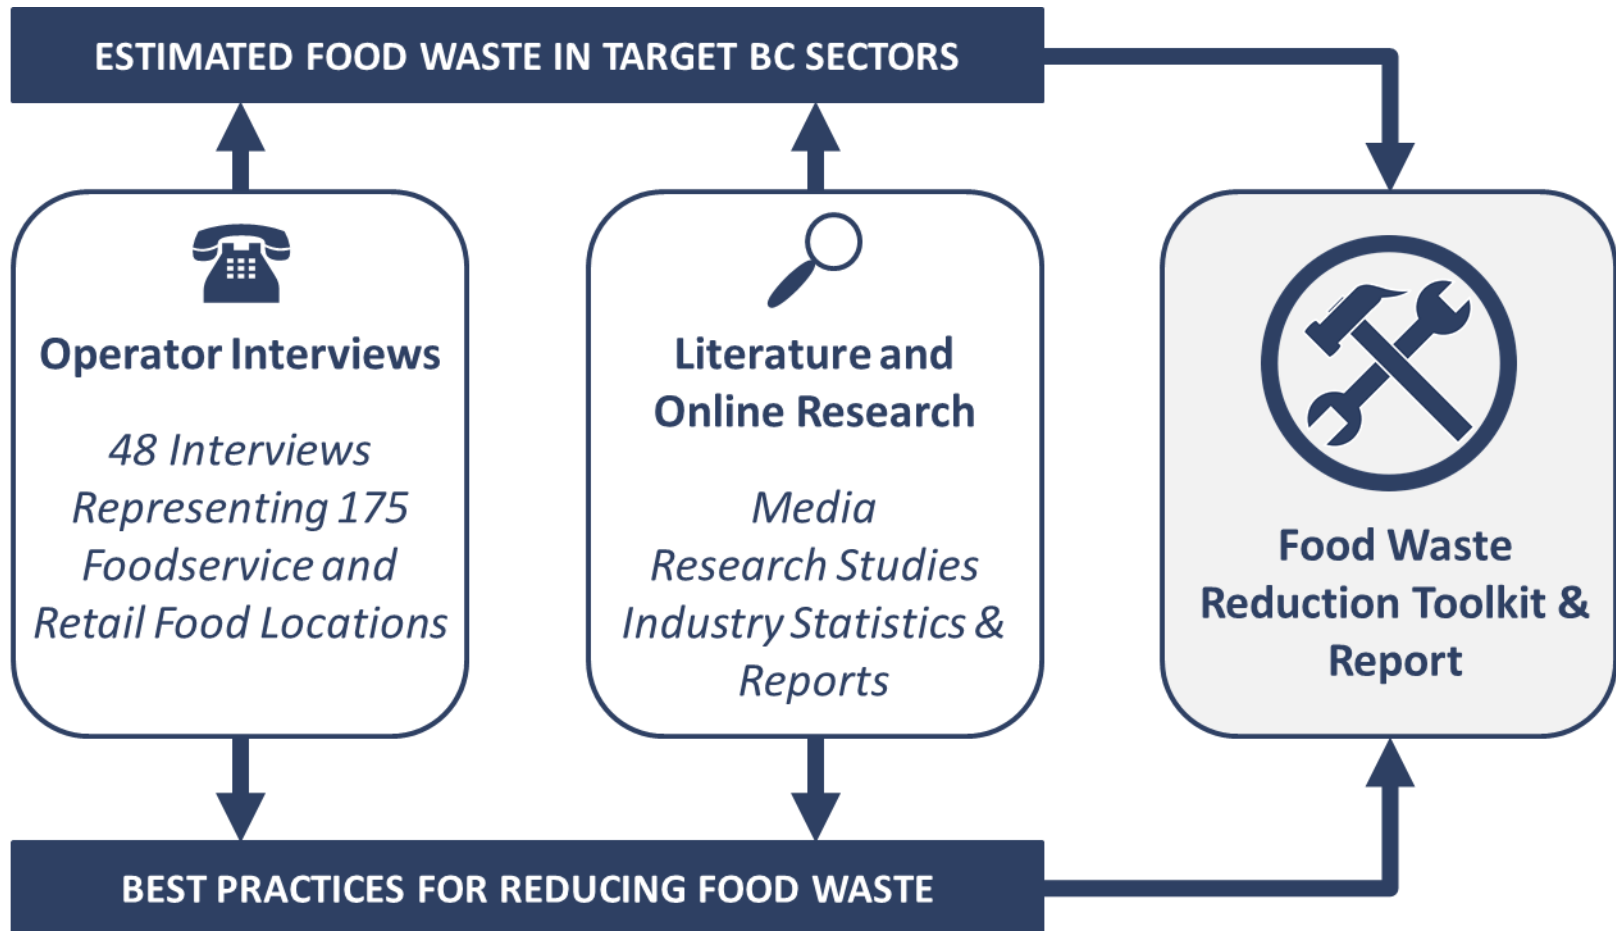 ESTIMATED FOOD WASTE IN TARGET BC SECTORS
Operator Interviews
48 Interviews
Representing 175
Foodservice and
Retail Food Locations
Literature and
Online Research
Media
Research Studies
Industry Statistics &
Reports
Food Waste
Reduction Toolkit &
Report
BEST PRACTICES FOR REDUCING FOOD WASTE